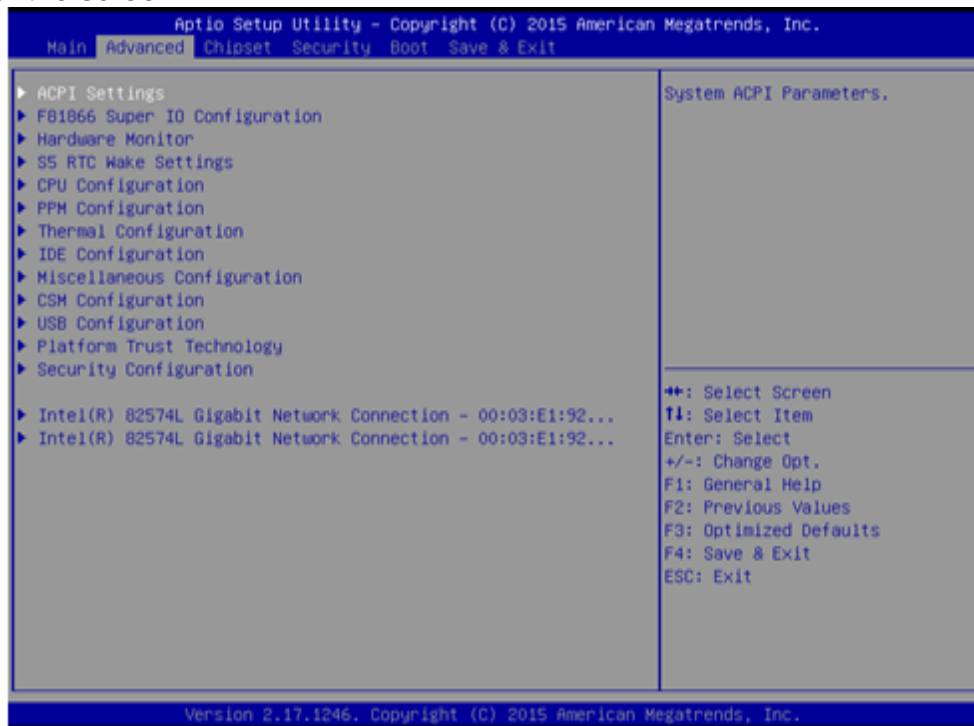 Aptio Setup Utility – Copyright (C) 2015 American Megatrends, Inc.
Main Advanced Chipset Security Boot Save & Exit
ACPI Settings
F81866 Super IO Configuration
Hardware Monitor
S5 RTC Wake Settings
CPU Configuration
PPM Configuration
Thermal Configuration
IDE Configuration
Miscellaneous Configuration
CSM Configuration
USB Configuration
Platform Trust Technology
Security Configuration
Intel(R) 82574L Gigabit Network Connection – 00:03:E1:92...
Intel(R) 82574L Gigabit Network Connection – 00:03:E1:92...
System ACPI Parameters.
→←: Select Screen
↑↓: Select Item
Enter: Select
+/-: Change Opt.
F1: General Help
F2: Previous Values
F3: Optimized Defaults
F4: Save & Exit
ESC: Exit
Version 2.17.1246. Copyright (C) 2015 American Megatrends, Inc.